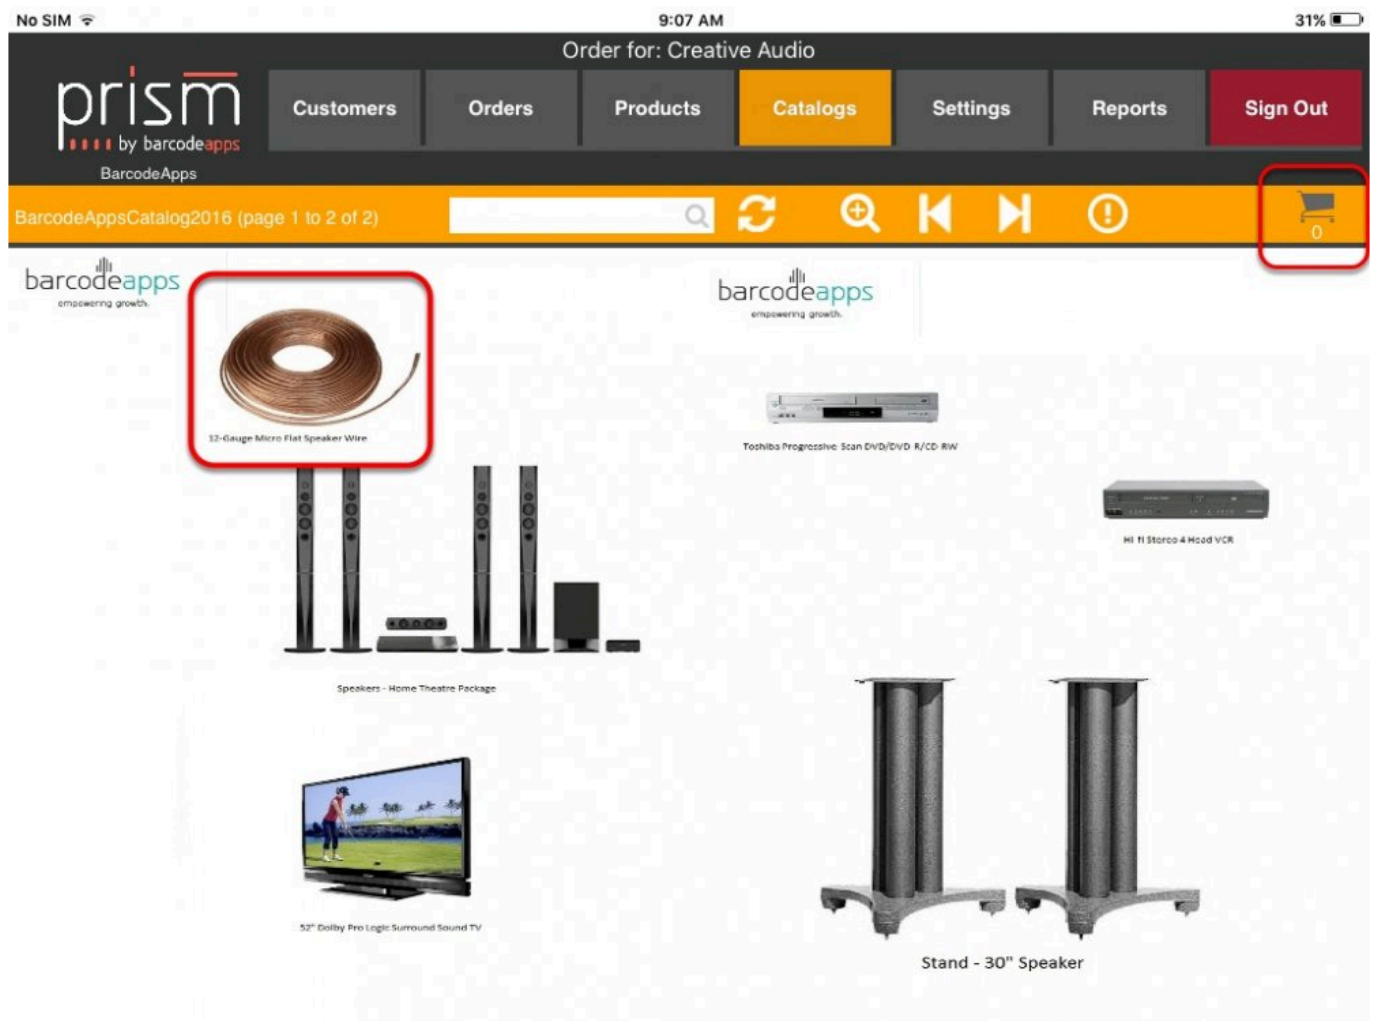 No SIM
9:07 AM
31%
Order for: Creative Audio
prism
by barcodeapps
BarcodeApps
Customers
Orders
Products
Catalogs
Settings
Reports
Sign Out
BarcodeAppsCatalog2016 (page 1 to 2 of 2)
0
barcodeapps
empowering growth.
12-Gauge Micro Flat Speaker Wire
Speakers - Home Theatre Package
52" Dolby Pro Logic Surround Sound TV
barcodeapps
empowering growth.
Toshiba Progressive-Scan DVD/DVD-R/CD-RW
Hi-fi Stereo 4 Head VCR
Stand - 30" Speaker